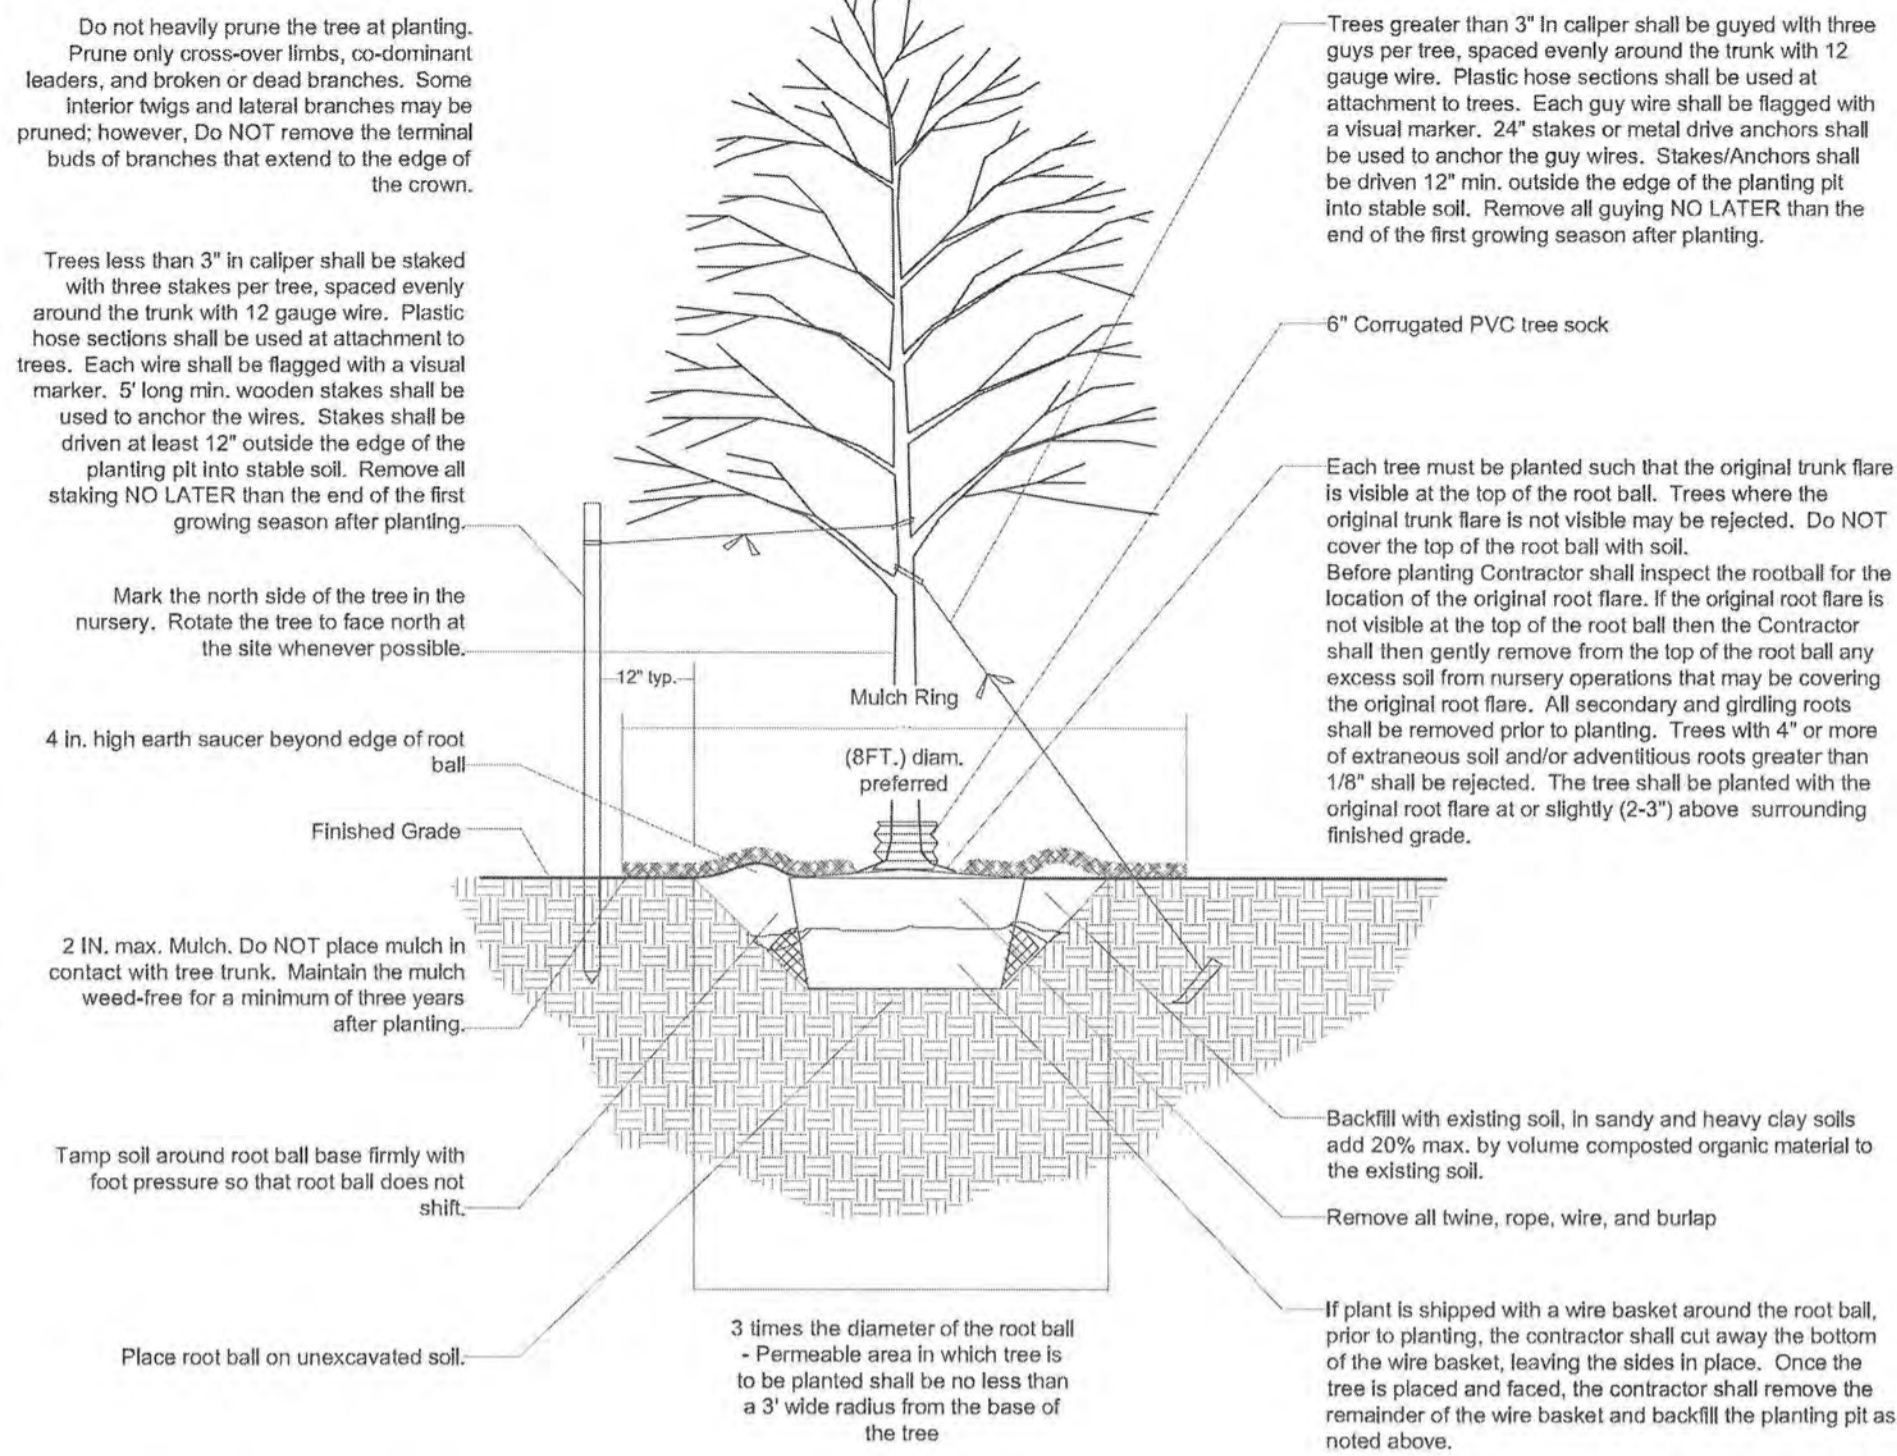 Do not heavily prune the tree at planting.
Prune only cross-over limbs, co-dominant
leaders, and broken or dead branches. Some
interior twigs and lateral branches may be
pruned; however, Do NOT remove the terminal
buds of branches that extend to the edge of
the crown.
Trees less than 3" in caliper shall be staked
with three stakes per tree, spaced evenly
around the trunk with 12 gauge wire. Plastic
hose sections shall be used at attachment to
trees. Each wire shall be flagged with a visual
marker. 5' long min. wooden stakes shall be
used to anchor the wires. Stakes shall be
driven at least 12" outside the edge of the
planting pit into stable soil. Remove all
staking NO LATER than the end of the first
growing season after planting.
Mark the north side of the tree in the
nursery. Rotate the tree to face north at
the site whenever possible.
4 in. high earth saucer beyond edge of root
ball
Finished Grade
2 IN. max. Mulch. Do NOT place mulch in
contact with tree trunk. Maintain the mulch
weed-free for a minimum of three years
after planting.
Tamp soil around root ball base firmly with
foot pressure so that root ball does not
shift.
Place root ball on unexcavated soil.
12" typ.
Mulch Ring
(8FT.) diam.
preferred
3 times the diameter of the root ball
- Permeable area in which tree is
to be planted shall be no less than
a 3' wide radius from the base of
the tree
Trees greater than 3" in caliper shall be guyed with three
guys per tree, spaced evenly around the trunk with 12
gauge wire. Plastic hose sections shall be used at
attachment to trees. Each guy wire shall be flagged with
a visual marker. 24" stakes or metal drive anchors shall
be used to anchor the guy wires. Stakes/Anchors shall
be driven 12" min. outside the edge of the planting pit
into stable soil. Remove all guying NO LATER than the
end of the first growing season after planting.
6" Corrugated PVC tree sock
Each tree must be planted such that the original trunk flare
is visible at the top of the root ball. Trees where the
original trunk flare is not visible may be rejected. Do NOT
cover the top of the root ball with soil.
Before planting Contractor shall inspect the rootball for the
location of the original root flare. If the original root flare is
not visible at the top of the root ball then the Contractor
shall then gently remove from the top of the root ball any
excess soil from nursery operations that may be covering
the original root flare. All secondary and girdling roots
shall be removed prior to planting. Trees with 4" or more
of extraneous soil and/or adventitious roots greater than
1/8" shall be rejected. The tree shall be planted with the
original root flare at or slightly (2-3") above surrounding
finished grade.
Backfill with existing soil, in sandy and heavy clay soils
add 20% max. by volume composted organic material to
the existing soil.
Remove all twine, rope, wire, and burlap
If plant is shipped with a wire basket around the root ball,
prior to planting, the contractor shall cut away the bottom
of the wire basket, leaving the sides in place. Once the
tree is placed and faced, the contractor shall remove the
remainder of the wire basket and backfill the planting pit as
noted above.